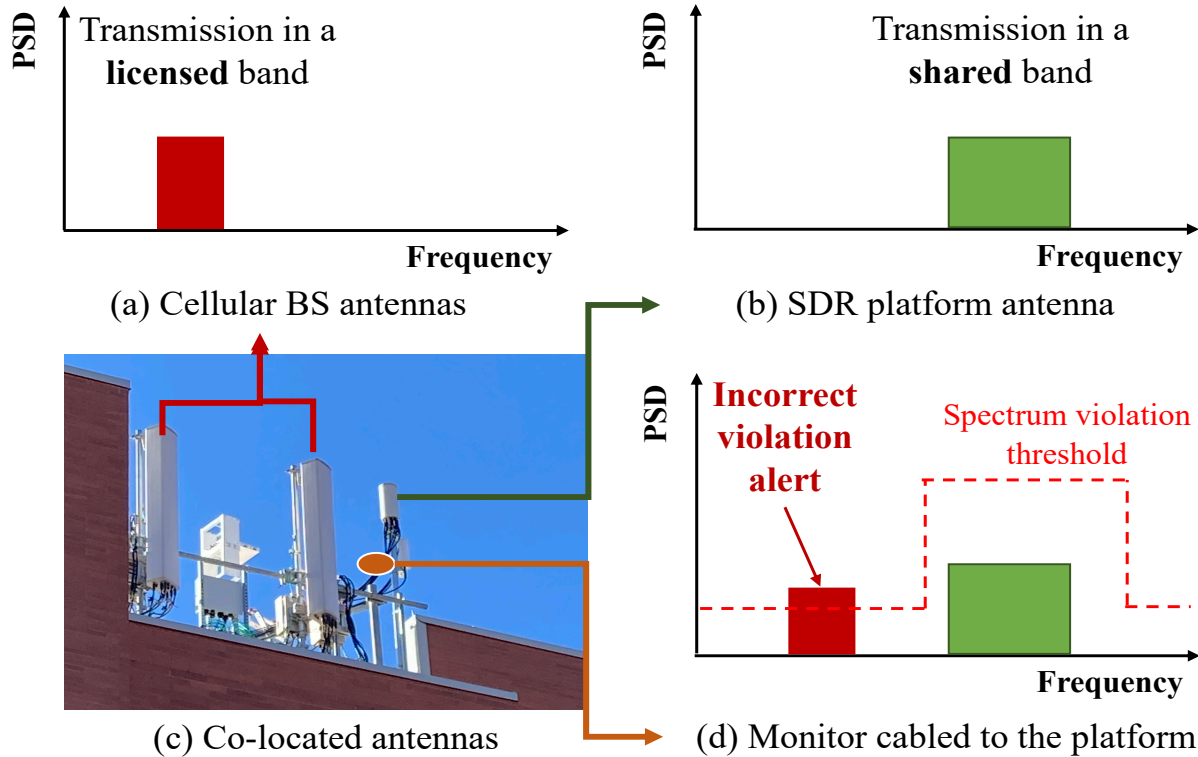 PSD
Transmission in a
licensed band
Frequency
(a) Cellular BS antennas
PSD
Transmission in a
shared band
Frequency
(b) SDR platform antenna
(c) Co-located antennas
PSD
Incorrect
violation
alert
Spectrum violation
threshold
Frequency
(d) Monitor cabled to the platform